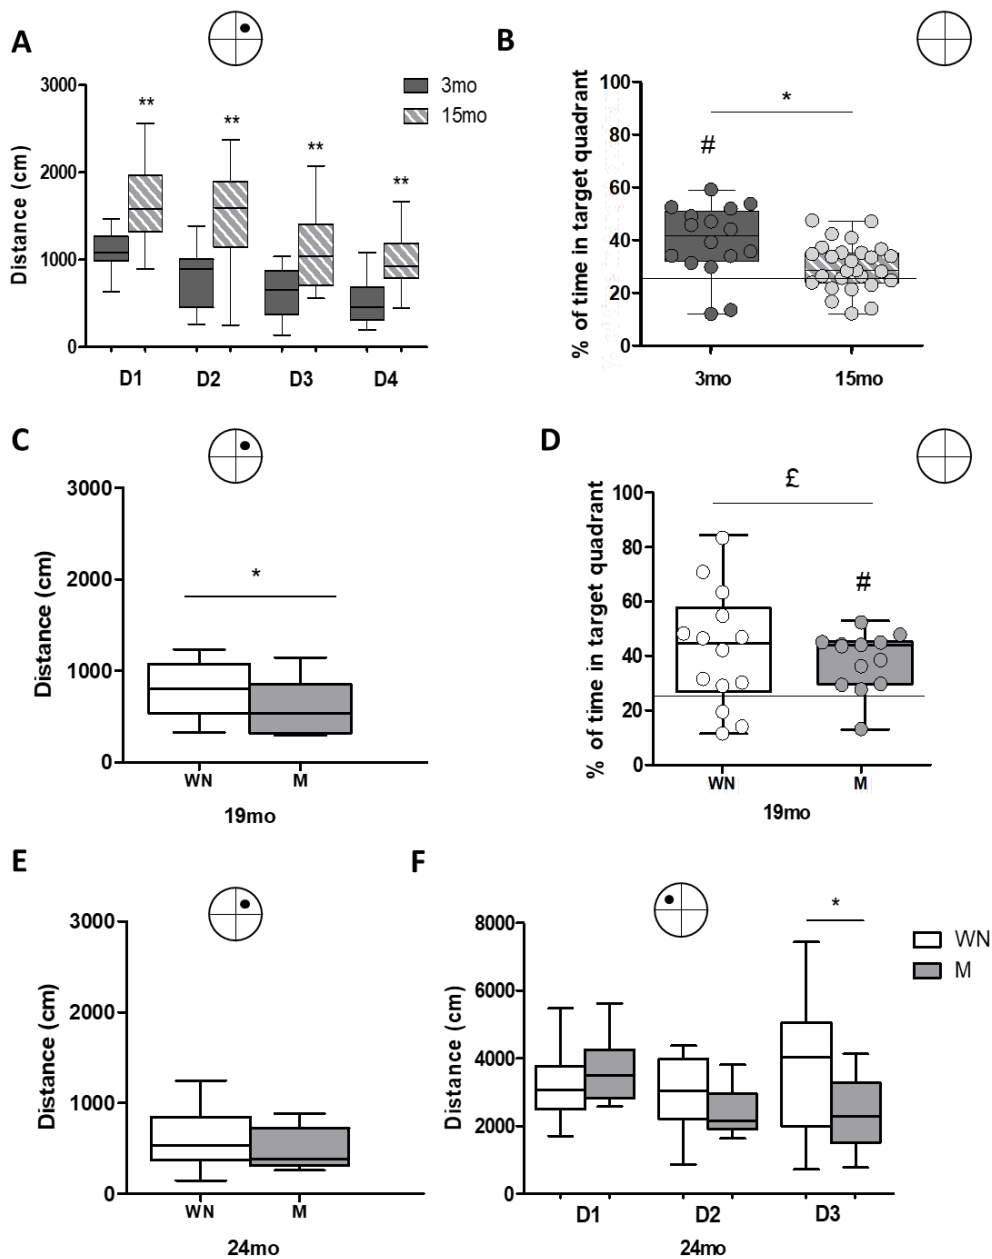 A
Distance (cm)
3000
2000
1000
0
**
**
**
**
D1 D2 D3 D4
3mo
15mo
B
% of time in target quadrant
100
80
60
40
20
0
*
#
3mo 15mo
C
Distance (cm)
3000
2000
1000
0
*
WN M
19mo
D
% of time in target quadrant
100
80
60
40
20
0
£
#
WN M
19mo
E
Distance (cm)
3000
2000
1000
0
WN M
24mo
F
Distance (cm)
8000
6000
4000
2000
0
*
D1 D2 D3
24mo
WN
M